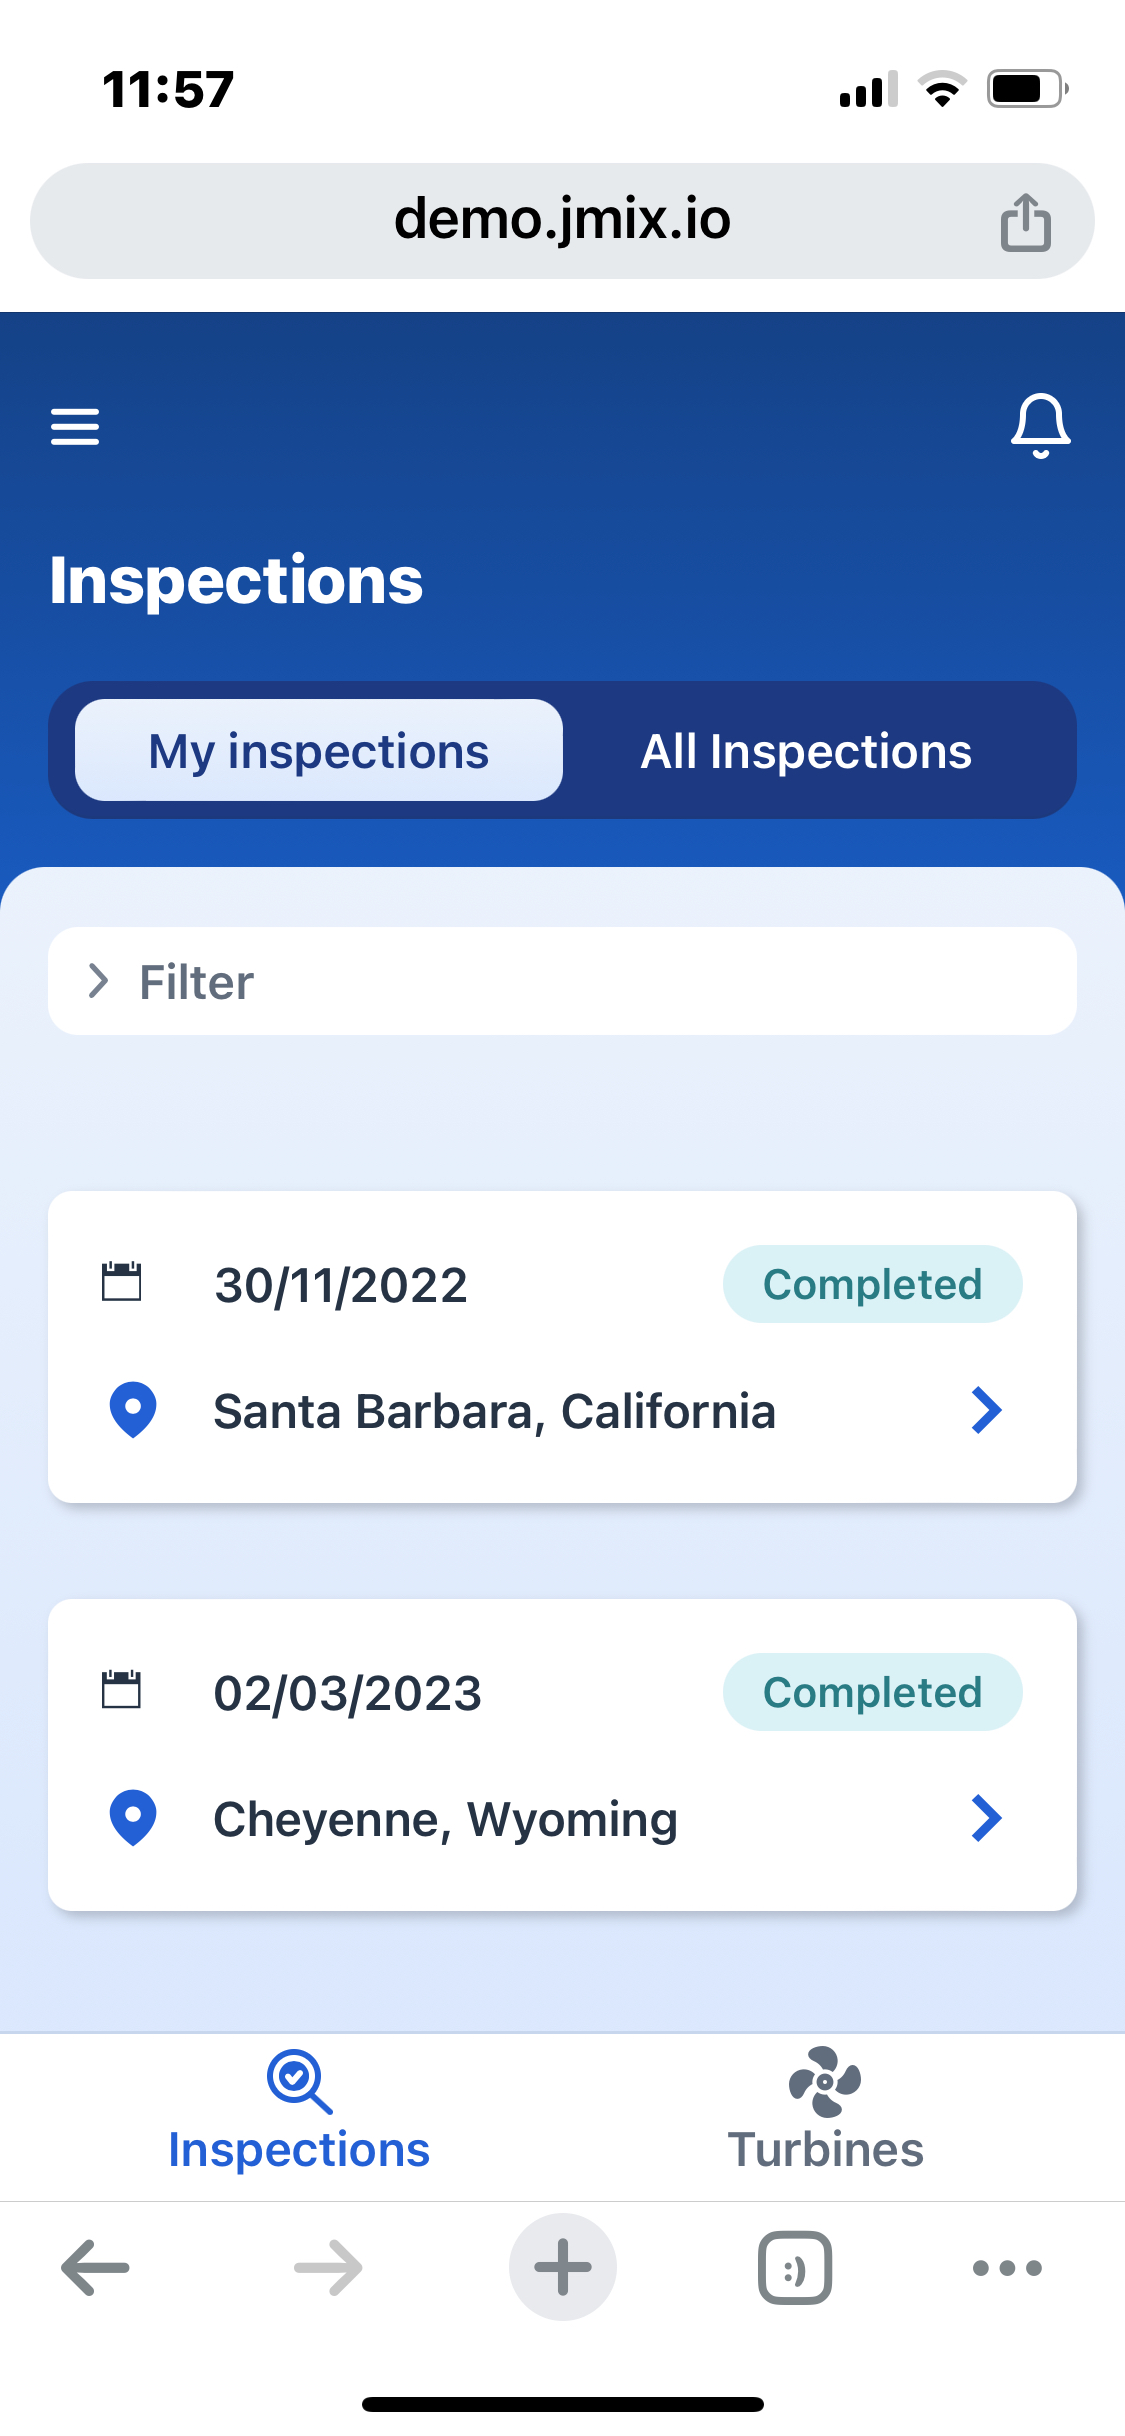 11:57
demo.jmix.io
Inspections
My inspections
All Inspections
Filter
30/11/2022
Completed
Santa Barbara, California
02/03/2023
Completed
Cheyenne, Wyoming
Inspections
Turbines
:)